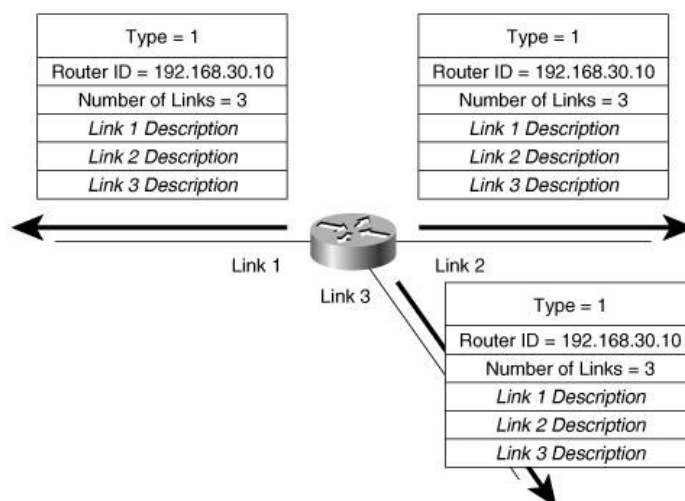 Type = 1
Router ID = 192.168.30.10
Number of Links = 3
Link 1 Description
Link 2 Description
Link 3 Description
Type = 1
Router ID = 192.168.30.10
Number of Links = 3
Link 1 Description
Link 2 Description
Link 3 Description
Link 1
Link 2
Link 3
Type = 1
Router ID = 192.168.30.10
Number of Links = 3
Link 1 Description
Link 2 Description
Link 3 Description